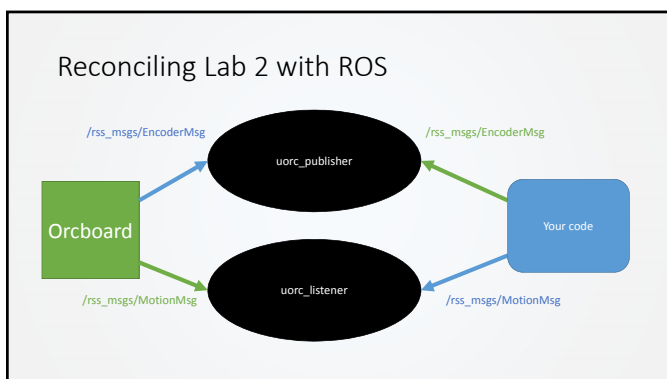 Reconciling Lab 2 with ROS
/rss_msgs/EncoderMsg
/rss_msgs/EncoderMsg
uorc_publisher
Orcboard
Your code
uorc_listener
/rss_msgs/MotionMsg
/rss_msgs/MotionMsg